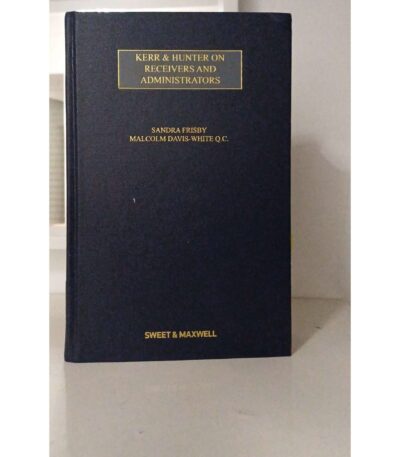 KERR & HUNTER ON
RECEIVERS AND
ADMINISTRATORS
SANDRA FRISBY
MALCOLM DAVIS-WHITE Q.C.
SWEET & MAXWELL